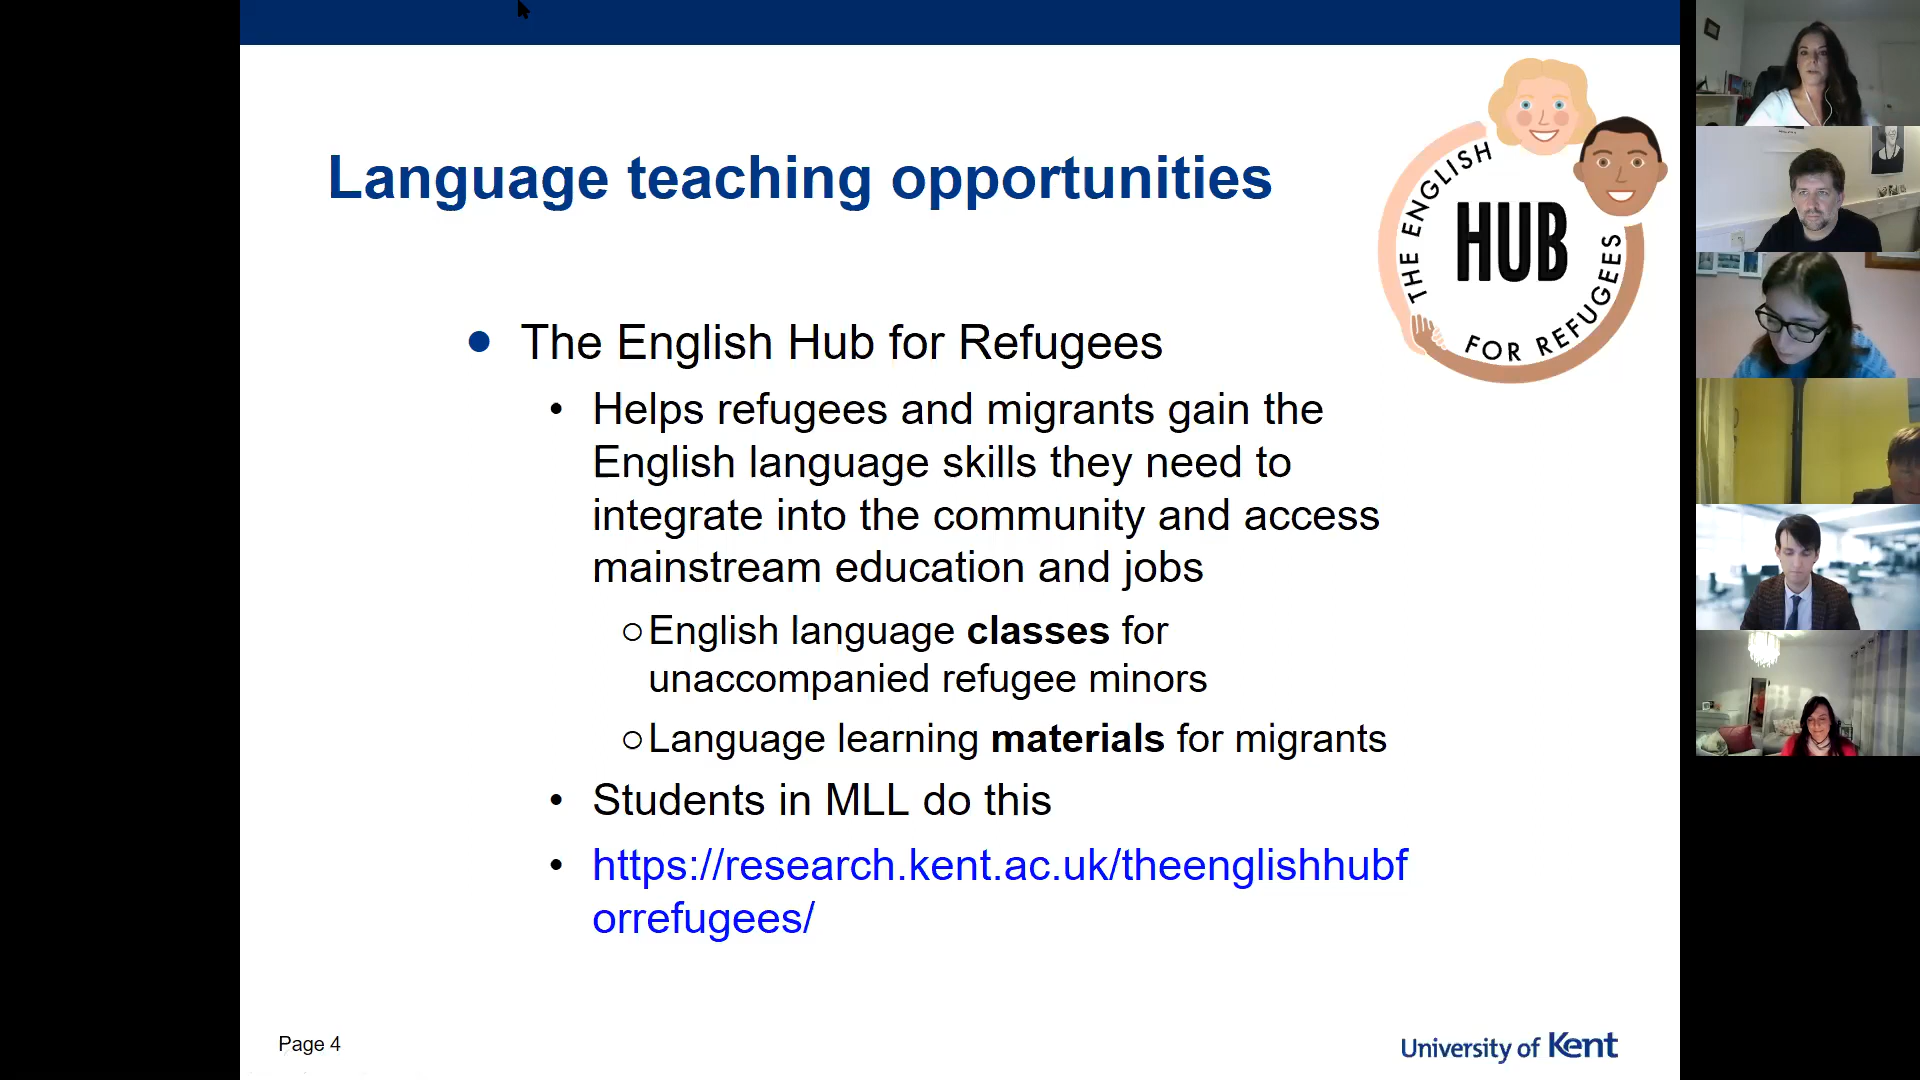 Language teaching opportunities
THE ENGLISH
HUB
FOR REFUGEES
● The English Hub for Refugees
• Helps refugees and migrants gain the
English language skills they need to
integrate into the community and access
mainstream education and jobs
○English language classes for
unaccompanied refugee minors
○Language learning materials for migrants
• Students in MLL do this
• https://research.kent.ac.uk/theenglishhubf
orrefugees/
Page 4
University of Kent